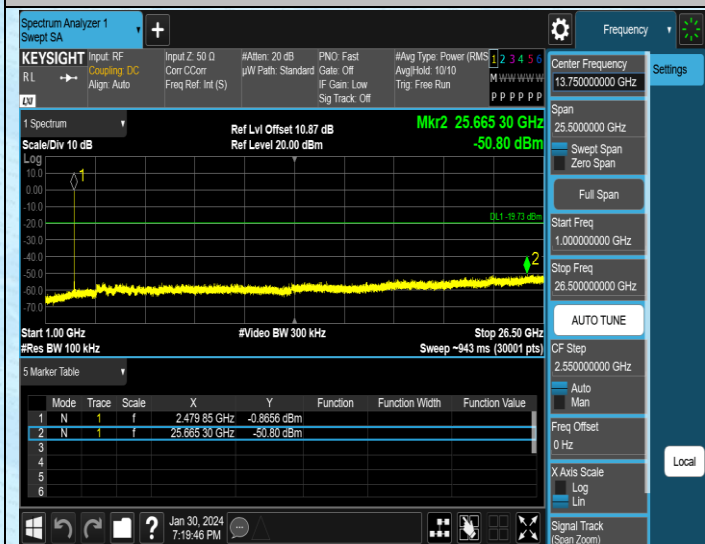 Spectrum Analyzer 1
Swept SA
+
Frequency
KEYSIGHT
RL
LXI
Input: RF
Coupling: DC
Align: Auto
Input Z: 50 Ω
Corr CCorr
Freq Ref: Int (S)
#Atten: 20 dB
µW Path: Standard
PNO: Fast
Gate: Off
IF Gain: Low
Sig Track: Off
#Avg Type: Power (RMS
Avg|Hold: 10/10
Trig: Free Run
1 2 3 4 5 6
M W W W W W
P P P P P P
Center Frequency
13.750000000 GHz
Settings
Span
25.5000000 GHz
Swept Span
Zero Span
Full Span
Start Freq
1.000000000 GHz
Stop Freq
26.500000000 GHz
AUTO TUNE
CF Step
2.550000000 GHz
Auto
Man
Freq Offset
0 Hz
X Axis Scale
Log
Lin
Signal Track
(Span Zoom)
Local
1 Spectrum
Scale/Div 10 dB
Ref Lvl Offset 10.87 dB
Ref Level 20.00 dBm
Mkr2 25.665 30 GHz
-50.80 dBm
Log
10.0
0.00
-10.0
-20.0
-30.0
-40.0
-50.0
-60.0
-70.0
1
DL1 -19.73 dBm
2
Start 1.00 GHz
#Res BW 100 kHz
#Video BW 300 kHz
Stop 26.50 GHz
Sweep ~943 ms (30001 pts)
5 Marker Table
Mode Trace Scale X Y Function Function Width Function Value
1 N 1 f 2.479 85 GHz -0.8656 dBm
2 N 1 f 25.665 30 GHz -50.80 dBm
3
4
5
6
?
Jan 30, 2024
7:19:46 PM